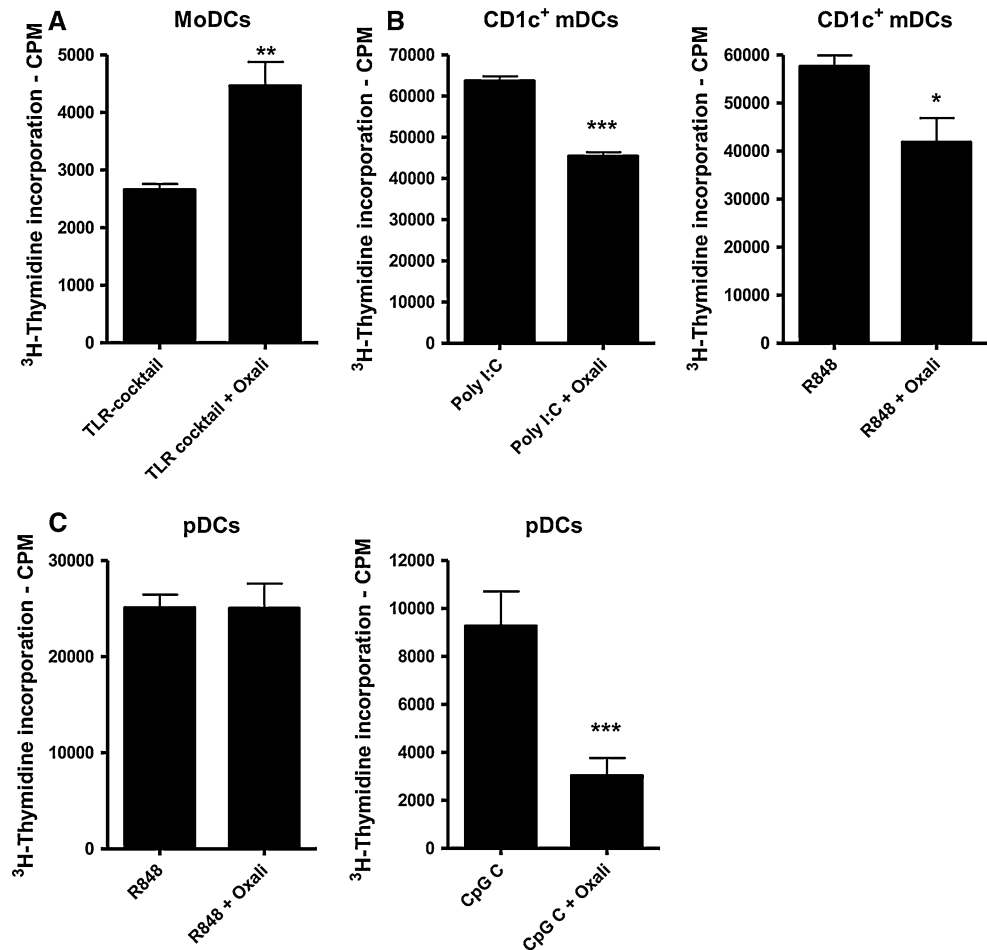 A
MoDCs
³H-Thymidine incorporation - CPM
5000
4000
3000
2000
1000
0
**
TLR-cocktail
TLR cocktail + Oxali
B
CD1c⁺ mDCs
³H-Thymidine incorporation - CPM
70000
60000
50000
40000
30000
20000
10000
0
***
Poly I:C
Poly I:C + Oxali
CD1c⁺ mDCs
³H-Thymidine incorporation - CPM
60000
50000
40000
30000
20000
10000
0
*
R848
R848 + Oxali
C
pDCs
³H-Thymidine incorporation - CPM
30000
20000
10000
0
R848
R848 + Oxali
pDCs
³H-Thymidine incorporation - CPM
12000
10000
8000
6000
4000
2000
0
***
CpG C
CpG C + Oxali